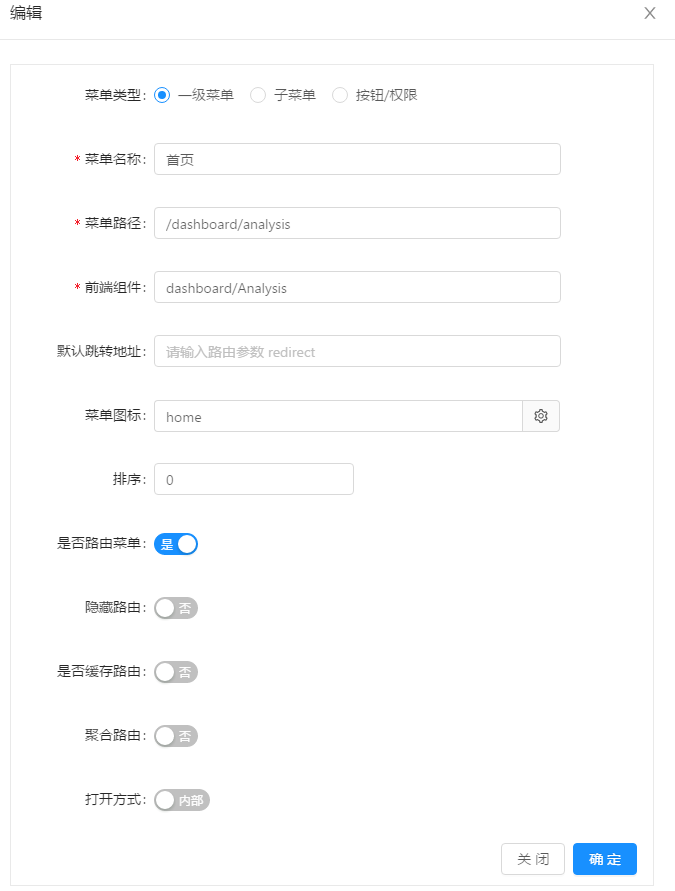 编辑
菜单类型: 一级菜单 子菜单 按钮/权限
* 菜单名称: 首页
* 菜单路径: /dashboard/analysis
* 前端组件: dashboard/Analysis
默认跳转地址: 请输入路由参数 redirect
菜单图标: home
排序: 0
是否路由菜单: 是
隐藏路由: 否
是否缓存路由: 否
聚合路由: 否
打开方式: 内部
关 闭 确 定